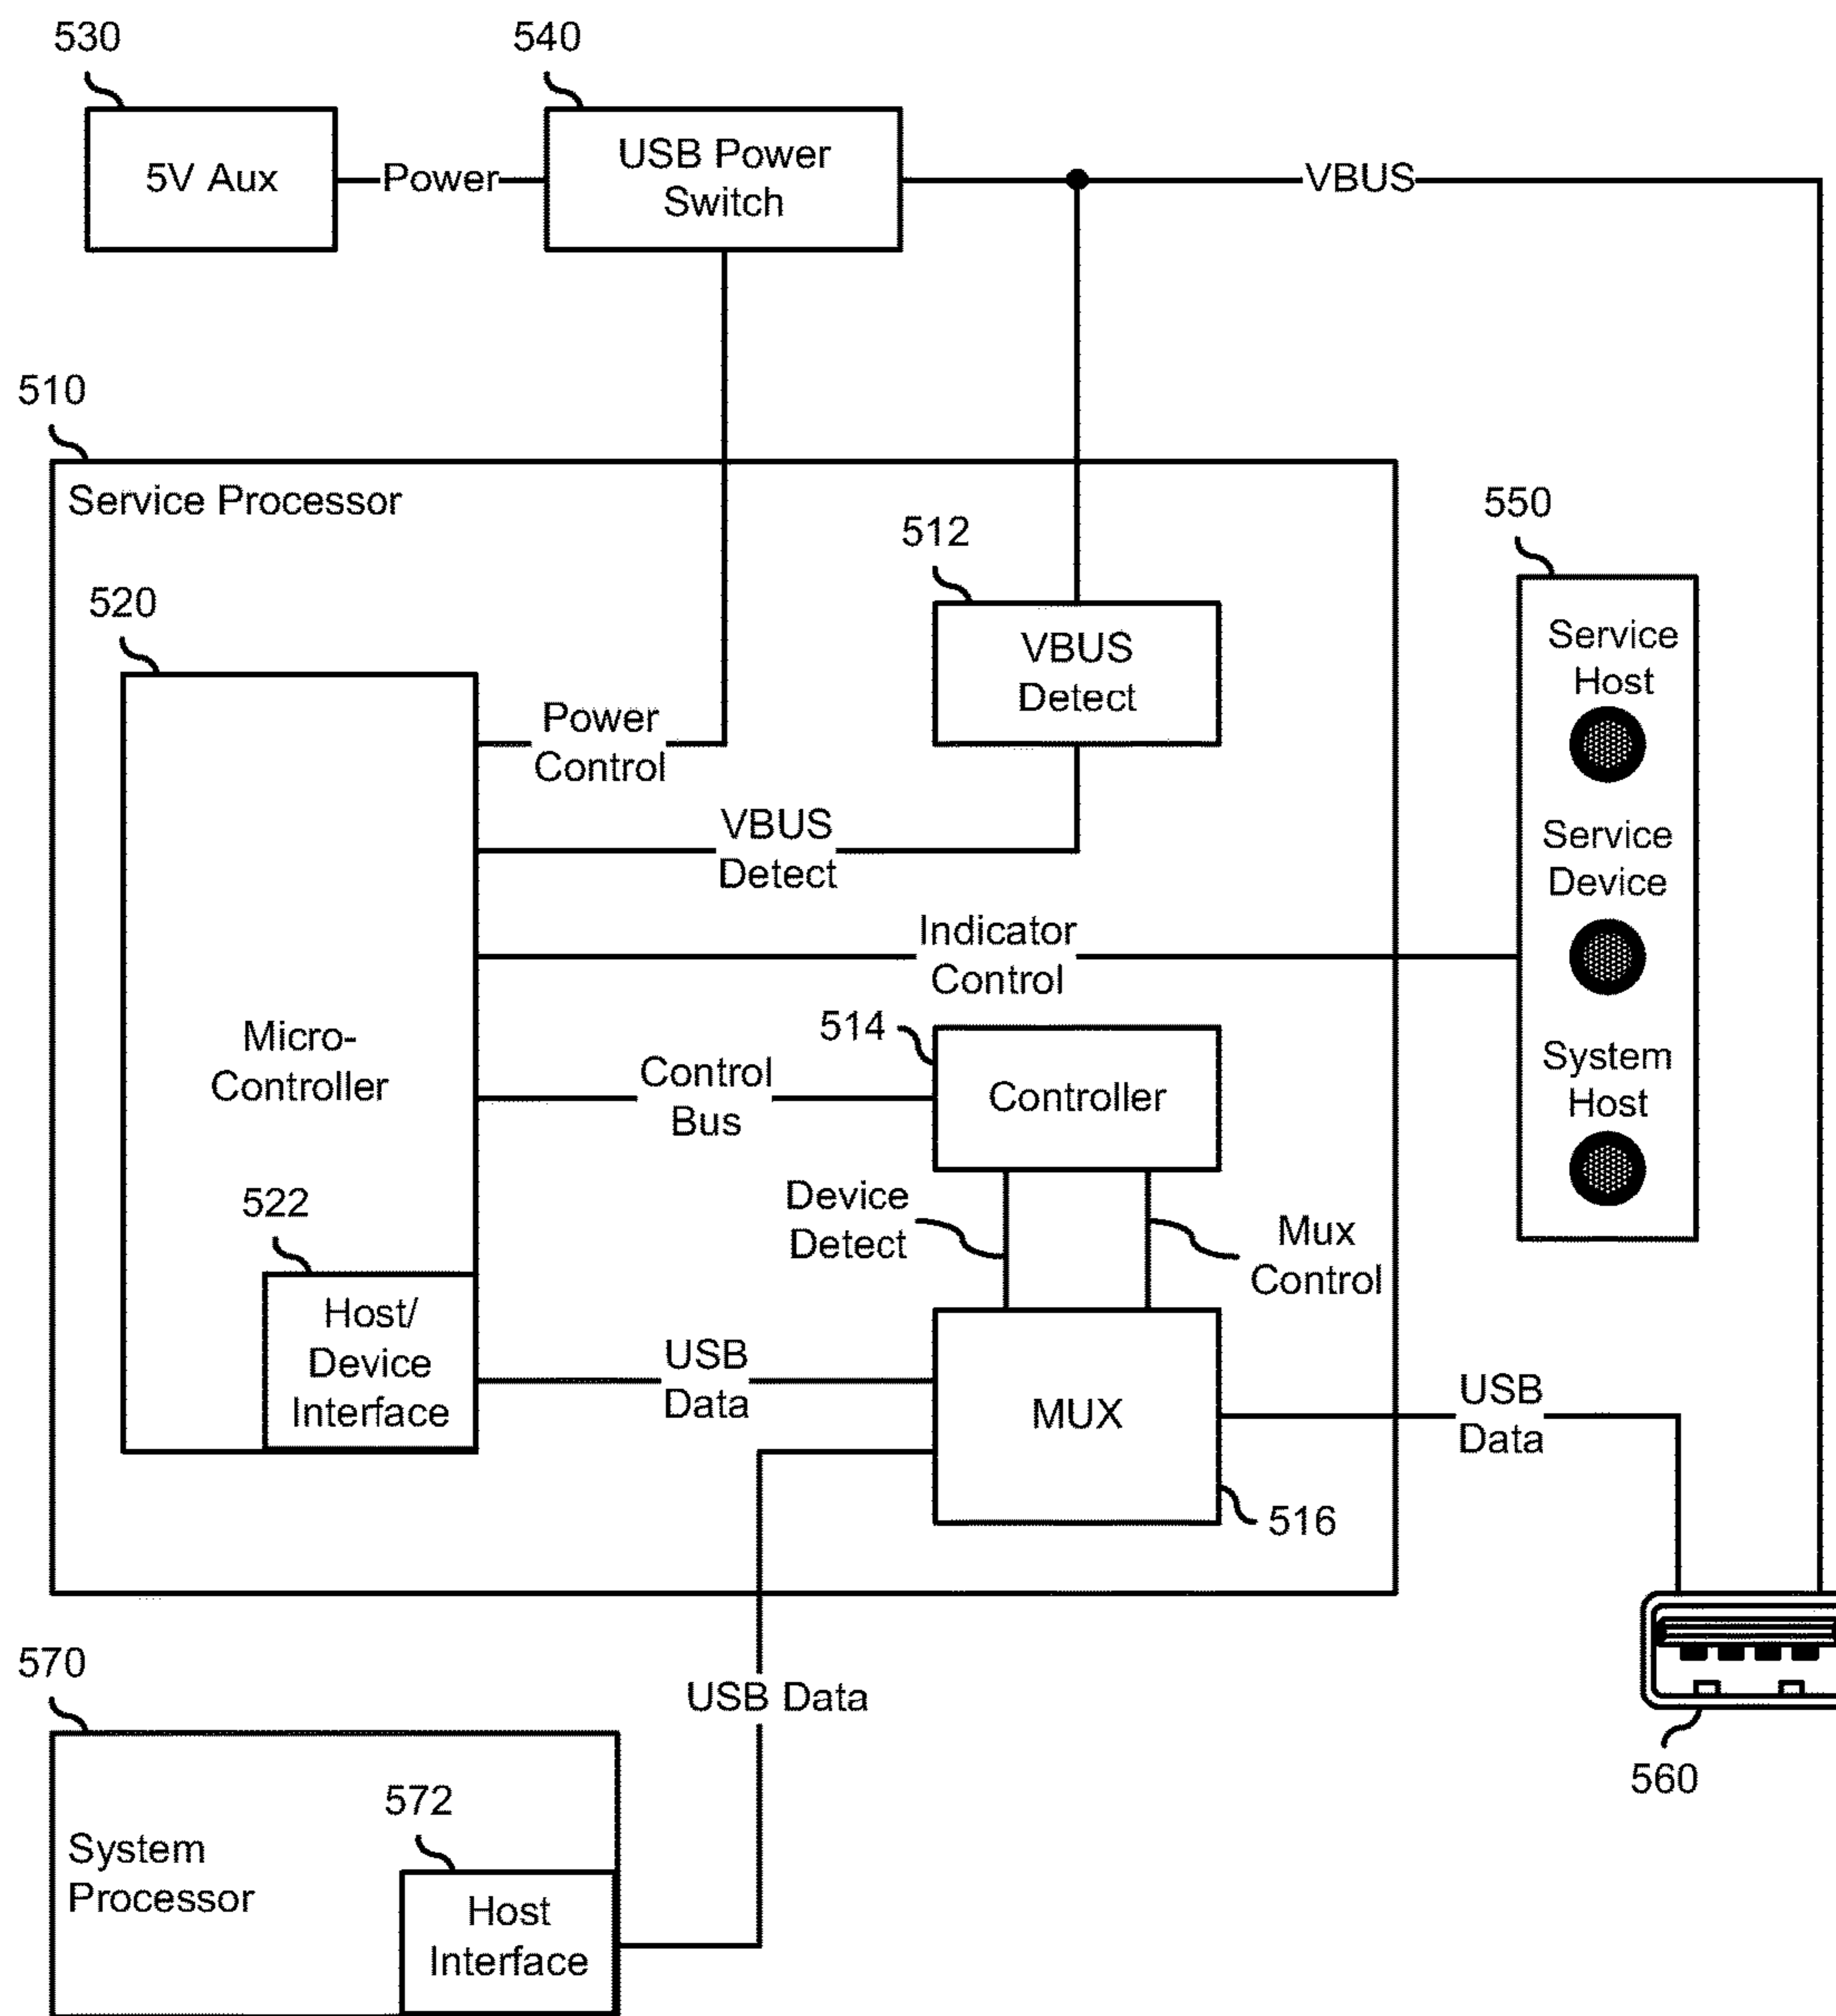 530
540
5V Aux
Power
USB Power
Switch
VBUS
510
Service Processor
550
512
520
VBUS
Detect
Service
Host
Power
Control
VBUS
Detect
Service
Device
Indicator
Control
514
Micro-
Controller
Control
Bus
Controller
System
Host
522
Device
Detect
Mux
Control
Host/
Device
Interface
USB
Data
MUX
USB
Data
516
570
USB Data
560
572
System
Processor
Host
Interface